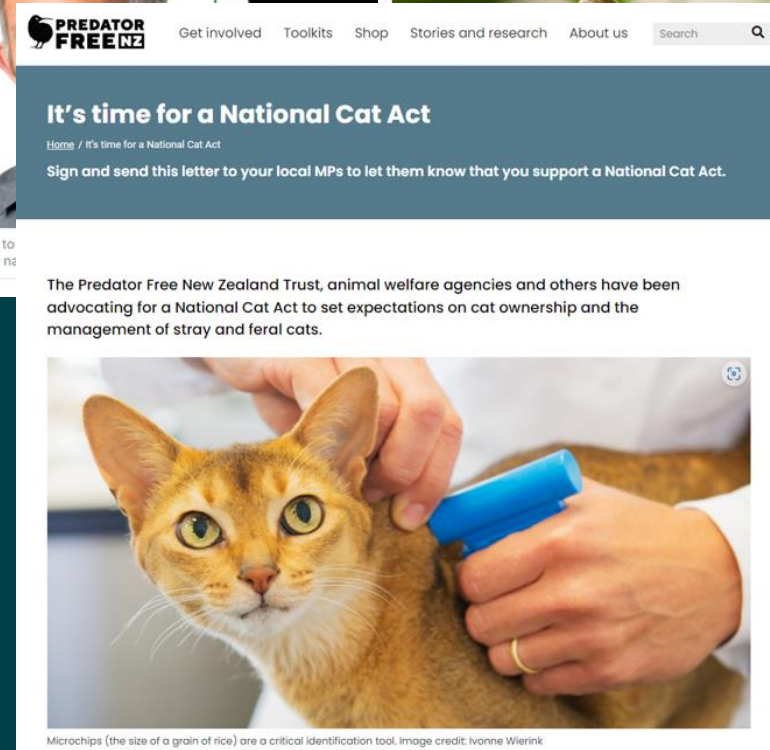 PREDATOR
FREE NZ
Get involved Toolkits Shop Stories and research About us Search
It's time for a National Cat Act
Home / It's time for a National Cat Act
Sign and send this letter to your local MPs to let them know that you support a National Cat Act.
to
na
The Predator Free New Zealand Trust, animal welfare agencies and others have been
advocating for a National Cat Act to set expectations on cat ownership and the
management of stray and feral cats.
Microchips (the size of a grain of rice) are a critical identification tool. Image credit: Ivonne Wierink